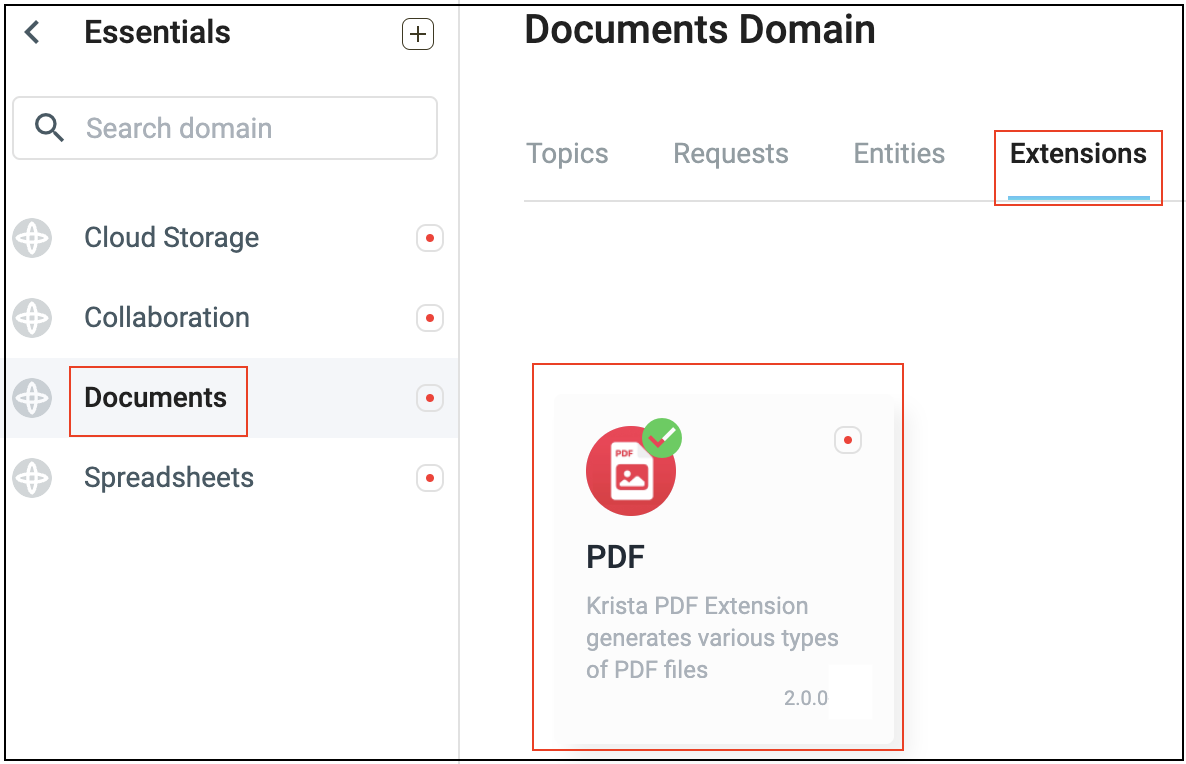 Essentials
Search domain
Cloud Storage
Collaboration
Documents
Spreadsheets
Documents Domain
Topics Requests Entities Extensions
PDF
PDF
Krista PDF Extension
generates various types
of PDF files
2.0.0